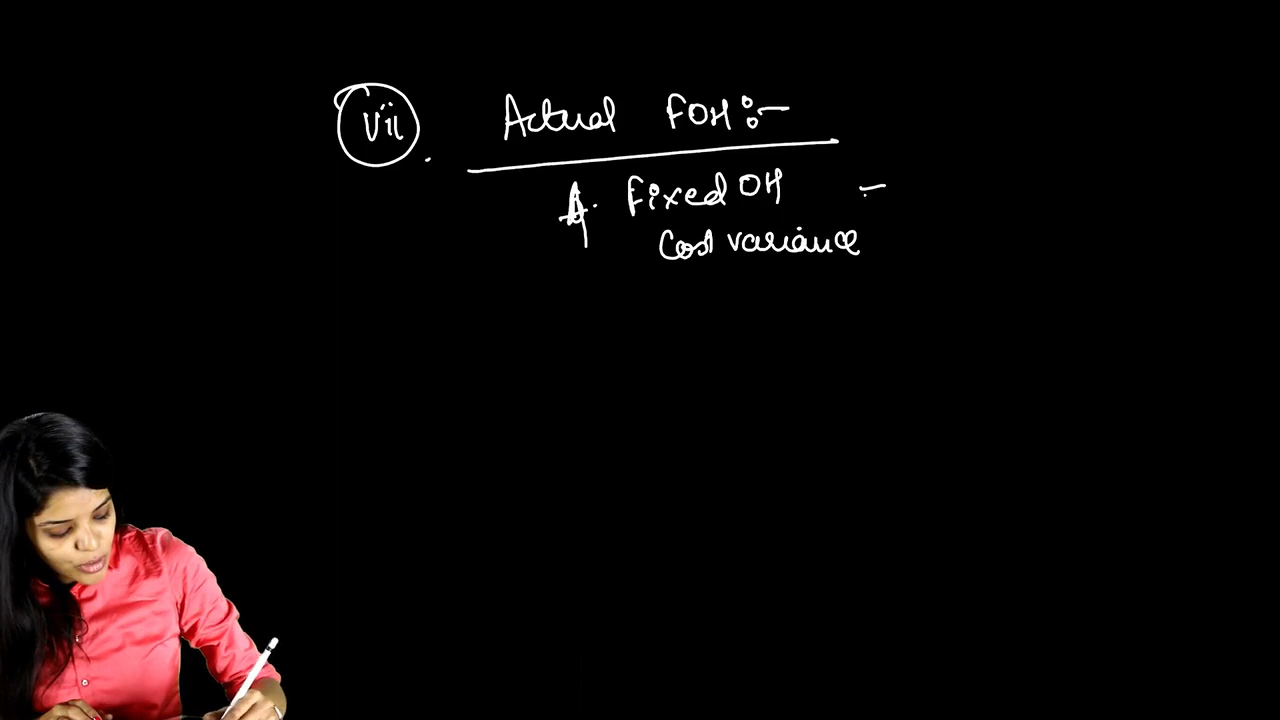 vii. Actual FOH :-
A. Fixed OH =
Cost variance